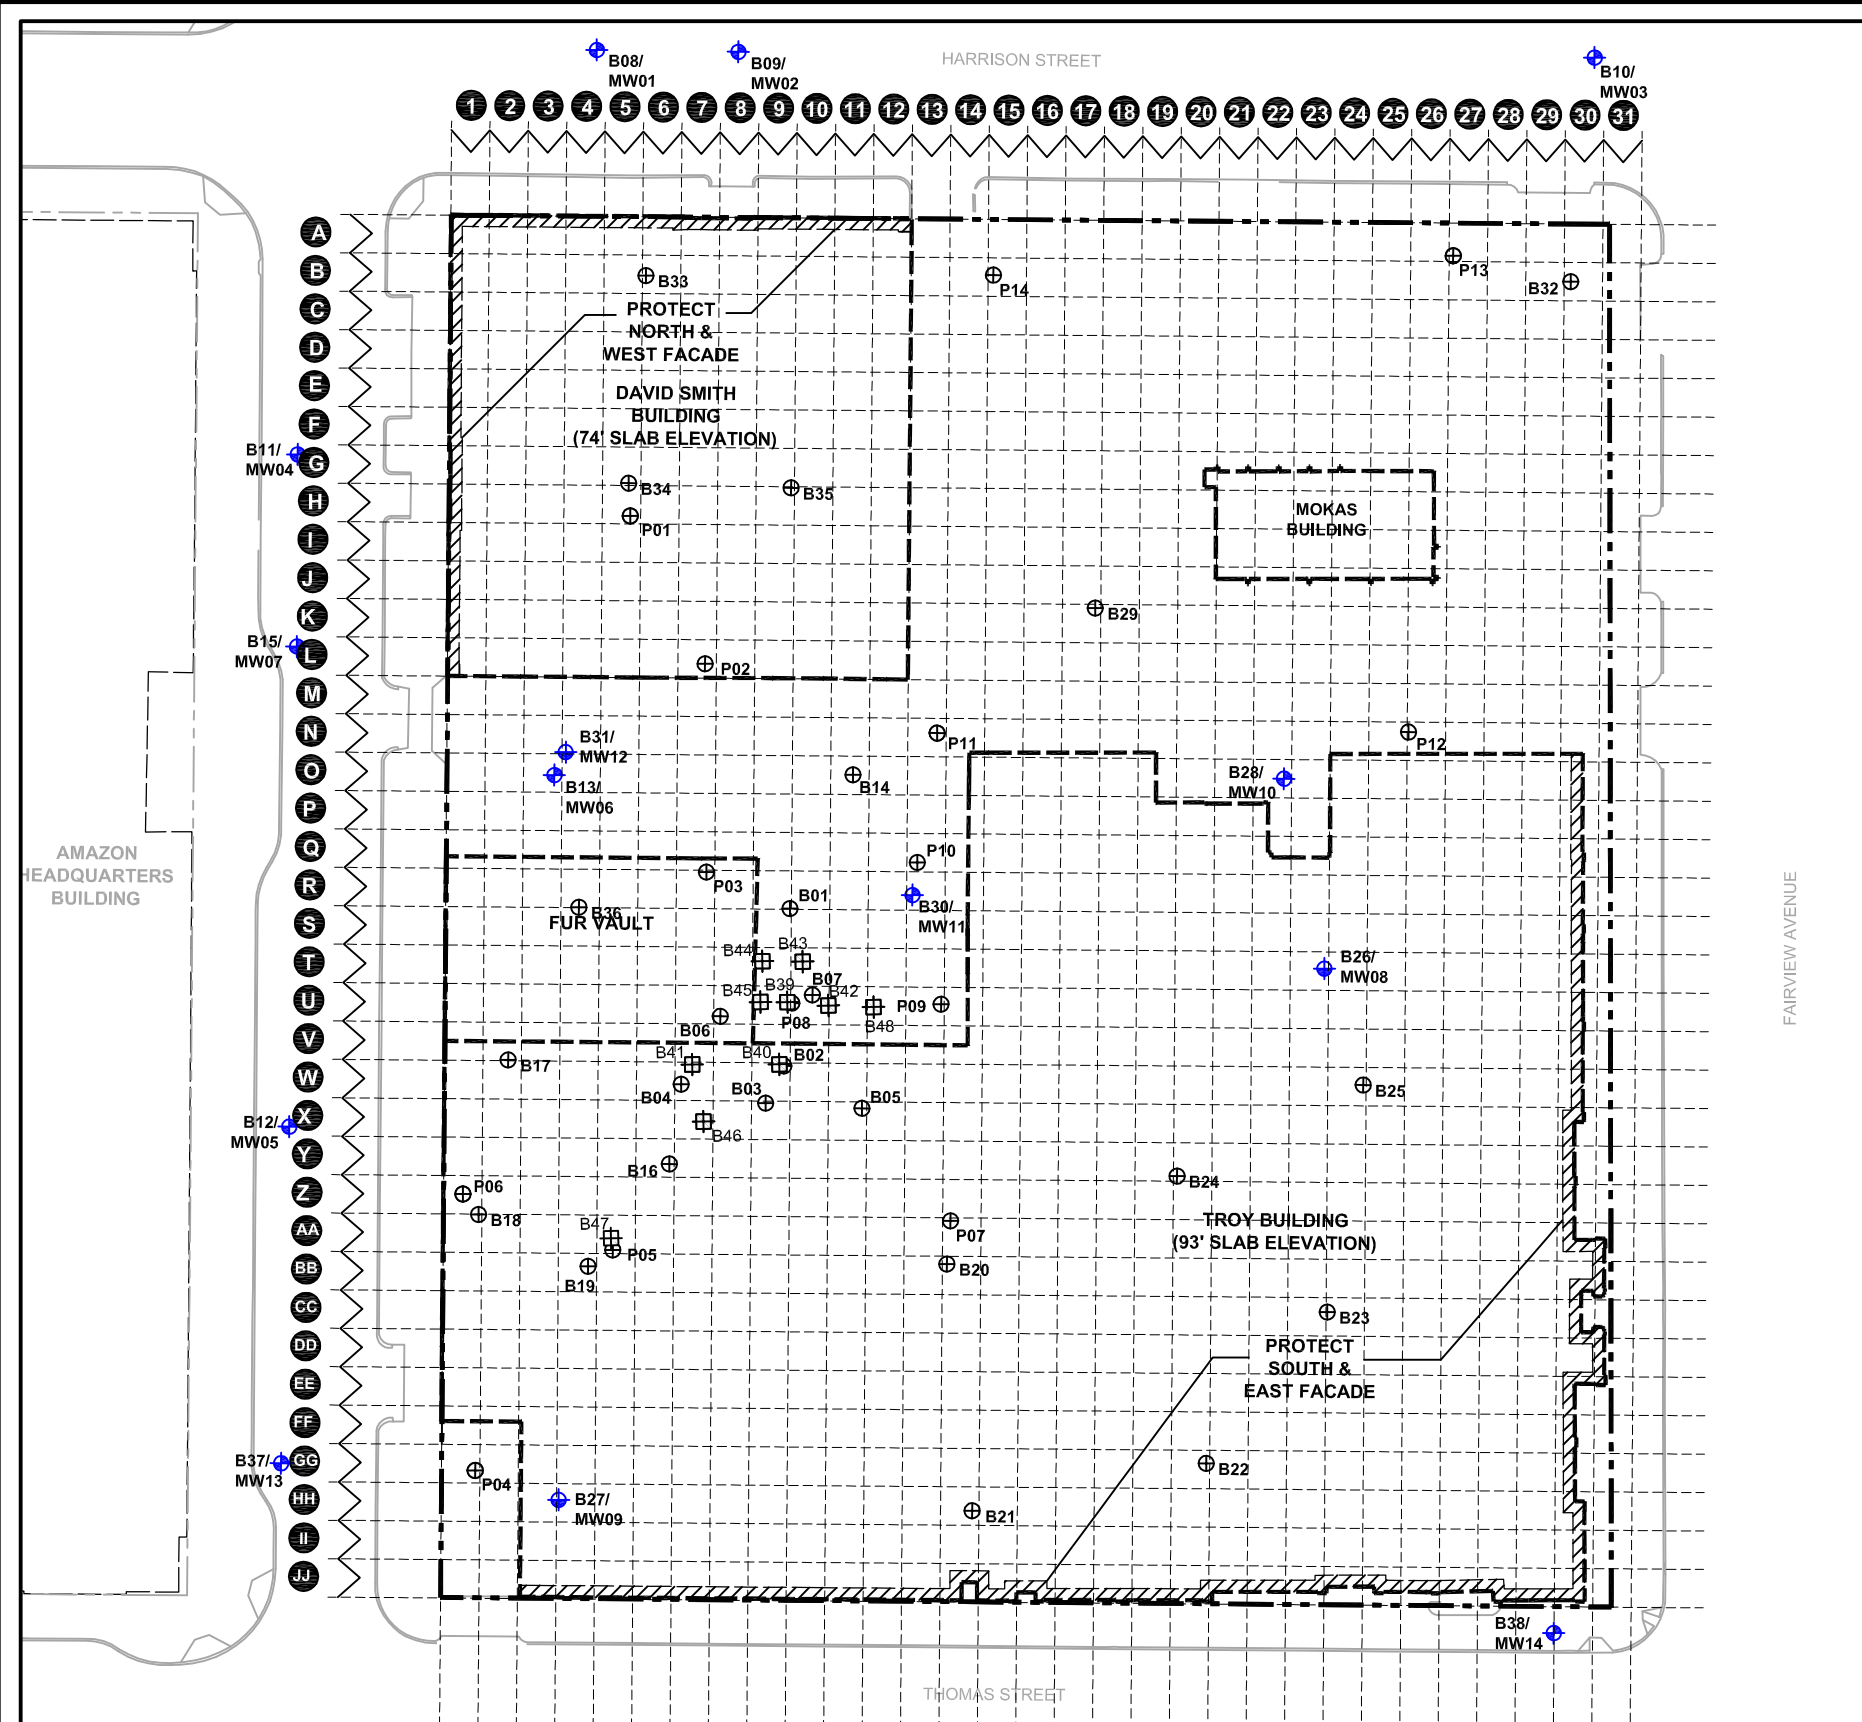 HARRISON STREET
B08/
MW01
B09/
MW02
B10/
MW03
1 2 3 4 5 6 7 8 9 10 11 12 13 14 15 16 17 18 19 20 21 22 23 24 25 26 27 28 29 30 31
A
B
C
D
E
F
G
H
I
J
K
L
M
N
O
P
Q
R
S
T
U
V
W
X
Y
Z
AA
BB
CC
DD
EE
FF
GG
HH
II
JJ
B33
P14
P13
B32
PROTECT
NORTH &
WEST FACADE
DAVID SMITH
BUILDING
(74' SLAB ELEVATION)
B11/
MW04
B34
B35
P01
MOKAS
BUILDING
B29
B15/
MW07
P02
B31/
MW12
B13/
MW06
P11
B14
P12
B28/
MW10
AMAZON
HEADQUARTERS
BUILDING
P10
P03
B36
FUR VAULT
B01
B30/
MW11
FAIRVIEW AVENUE
B44
B43
B26/
MW08
B45
B39
B07
B42
P09
B06
P08
B48
B17
B41
B40
B02
B04
B03
B05
B25
B12/
MW05
B46
B16
B24
P06
B18
B47
P05
B19
P07
B20
TROY BUILDING
(93' SLAB ELEVATION)
B23
PROTECT
SOUTH &
EAST FACADE
B37/
MW13
P04
B27/
MW09
B22
B21
B38/
MW14
THOMAS STREET